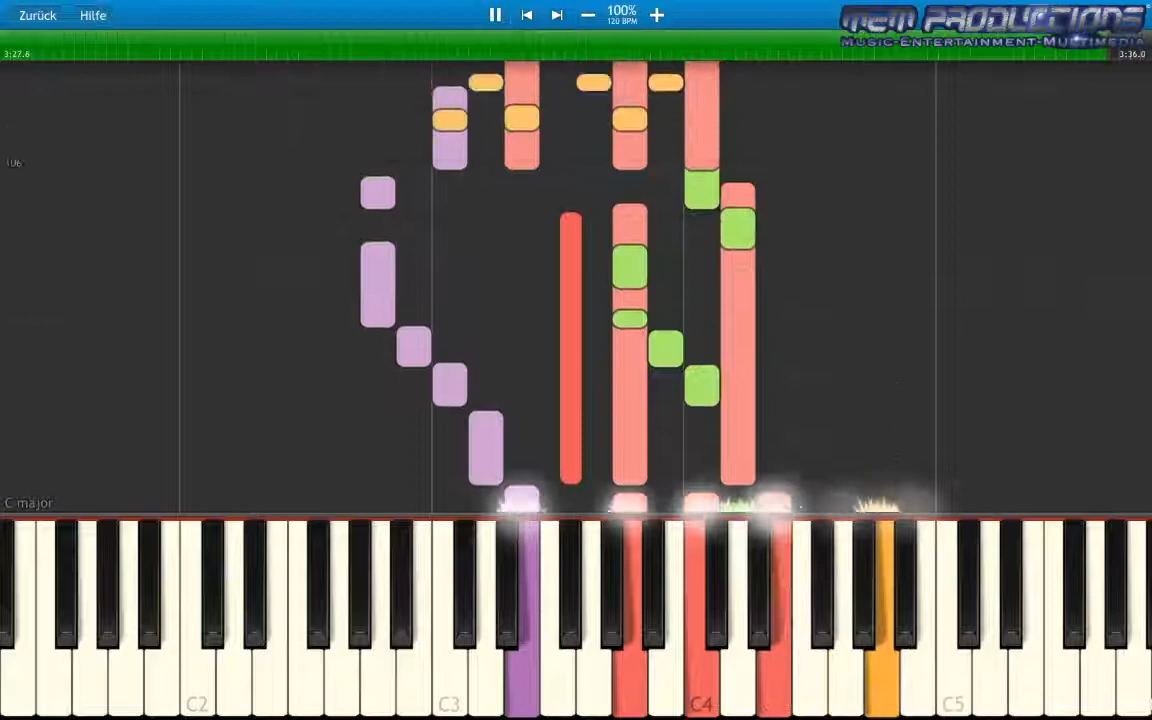 Zurück Hilfe 100% MEM PRODUCTIONS
120 BPM
Music-Entertainment-Multimedia
3:27.6 3:36.0
106
C major
C2 C3 C4 C5